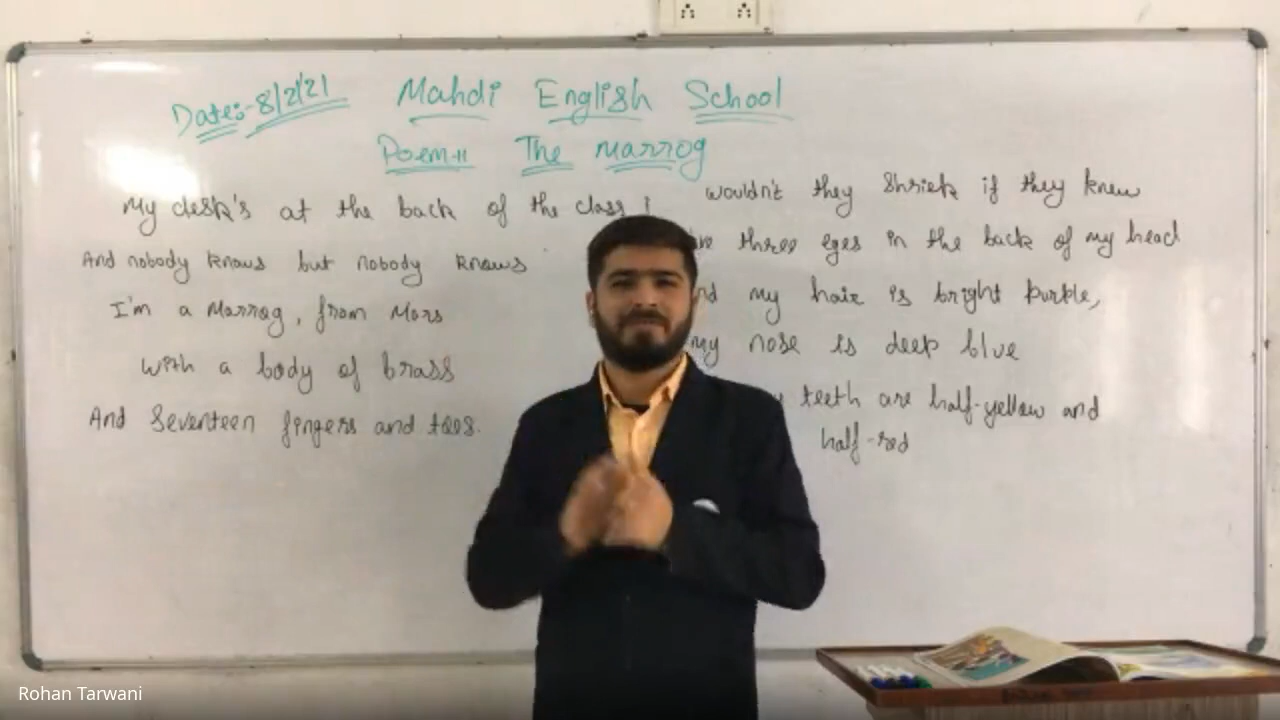 Date:- 8/2/21
Mahdi English School
Poem-11 The Marrog
My desk's at the back of the class
And nobody knows but nobody knows
I'm a Marrog, from Mars
With a body of brass
And Seventeen fingers and toes.
wouldn't they Shriek if they knew
three eyes in the back of my head
my hair is bright purple,
my nose is deep blue
teeth are half-yellow and
half-red
Rohan Tarwani